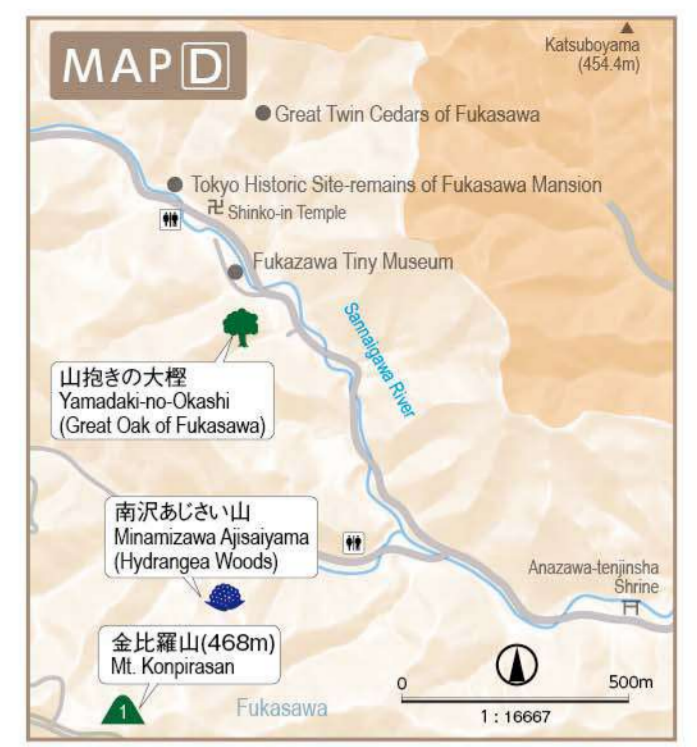 MAP D
Katsuboyama
(454.4m)
Great Twin Cedars of Fukasawa
Tokyo Historic Site-remains of Fukasawa Mansion
卍 Shinko-in Temple
Fukazawa Tiny Museum
Sannaigawa River
山抱きの大樫
Yamadaki-no-Okashi
(Great Oak of Fukasawa)
南沢あじさい山
Minamizawa Ajisaiyama
(Hydrangea Woods)
Anazawa-tenjinsha
Shrine
金比羅山(468m)
Mt. Konpirasan
1
Fukasawa
0 500m
1 : 16667